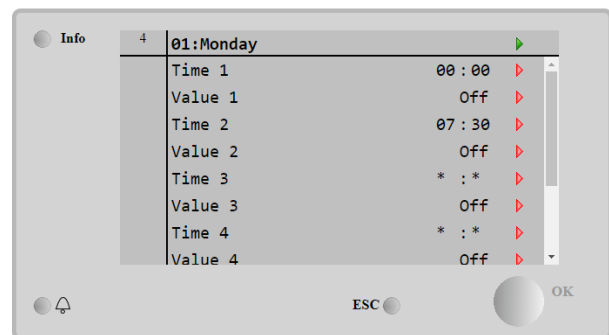 Info
4 01:Monday
Time 1 00:00
Value 1 Off
Time 2 07:30
Value 2 Off
Time 3 * :*
Value 3 Off
Time 4 * :*
Value 4 Off
ESC OK